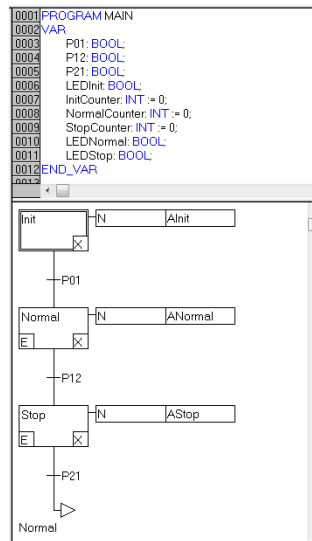 0001 PROGRAM MAIN
0002 VAR
0003 P01: BOOL;
0004 P12: BOOL;
0005 P21: BOOL;
0006 LEDInit: BOOL;
0007 InitCounter: INT := 0;
0008 NormalCounter: INT := 0;
0009 StopCounter: INT := 0;
0010 LEDNormal: BOOL;
0011 LEDStop: BOOL;
0012 END_VAR
0013
Init N AInit
X
P01
Normal N ANormal
E X
P12
Stop N AStop
E X
P21
Normal